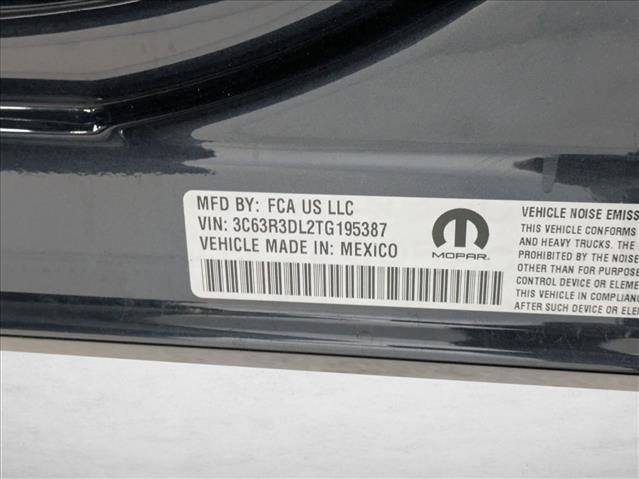 MFD BY: FCA US LLC
VIN: 3C63R3DL2TG195387
VEHICLE MADE IN: MEXICO
MOPAR
VEHICLE NOISE EMISS
THIS VEHICLE CONFORM
AND HEAVY TRUCKS. THE
PROHIBITED BY THE NOISE
OTHER THAN FOR PURPOSE
CONTROL DEVICE OR ELEME
THIS VEHICLE IN COMPLIANC
AFTER SUCH DEVICE OR ELE